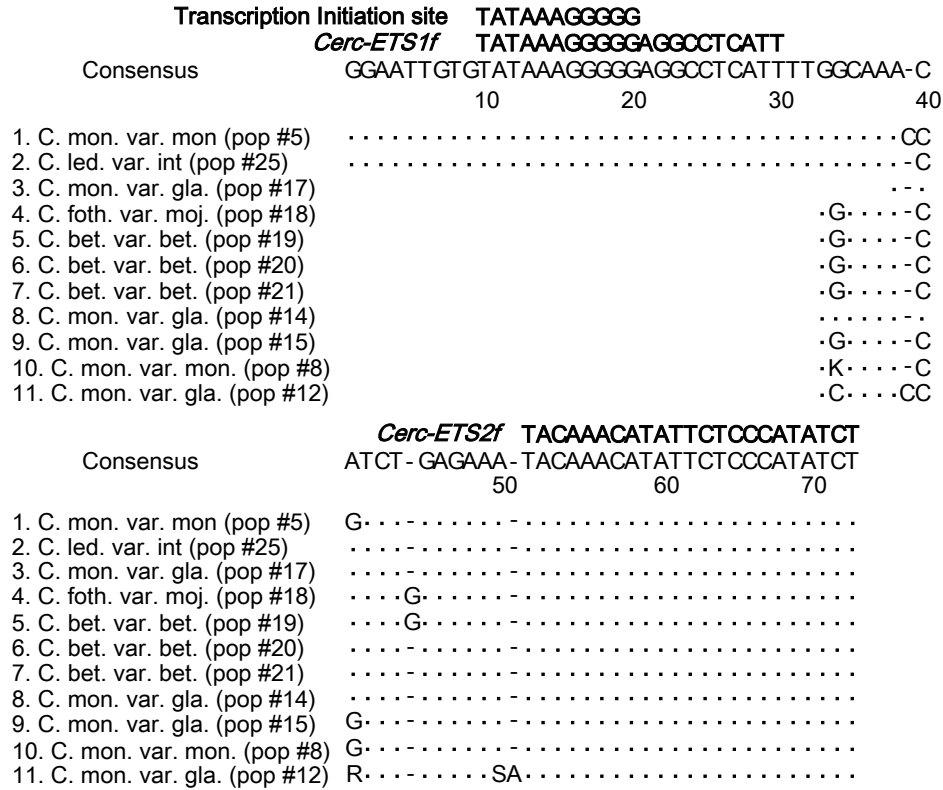 Transcription Initiation site TATAAAGGGGG
Cerc-ETS1f TATAAAGGGGGAGGCCTCATT
Consensus GGAATTGTGTATAAAGGGGGAGGCCTCATTTTGGCAAA-C
10 20 30 40
1. C. mon. var. mon (pop #5) ......................................CC
2. C. led. var. int (pop #25) ......................................-C
3. C. mon. var. gla. (pop #17) .-.
4. C. foth. var. moj. (pop #18) .G....-C
5. C. bet. var. bet. (pop #19) .G....-C
6. C. bet. var. bet. (pop #20) .G....-C
7. C. bet. var. bet. (pop #21) .G....-C
8. C. mon. var. gla. (pop #14) ......-.
9. C. mon. var. gla. (pop #15) .G....-C
10. C. mon. var. mon. (pop #8) .K....-C
11. C. mon. var. gla. (pop #12) .C....CC
Cerc-ETS2f TACAAACATATTCTCCCATATCT
Consensus ATCT-GAGAAA-TACAAACATATTCTCCCATATCT
50 60 70
1. C. mon. var. mon (pop #5) G...-......-.......................
2. C. led. var. int (pop #25) ....-......-.......................
3. C. mon. var. gla. (pop #17) ....-......-.......................
4. C. foth. var. moj. (pop #18) ....G......-.......................
5. C. bet. var. bet. (pop #19) ....G......-.......................
6. C. bet. var. bet. (pop #20) ....-......-.......................
7. C. bet. var. bet. (pop #21) ....-......-.......................
8. C. mon. var. gla. (pop #14) ....-......-.......................
9. C. mon. var. gla. (pop #15) G...-......-.......................
10. C. mon. var. mon. (pop #8) G...-......-.......................
11. C. mon. var. gla. (pop #12) R...-.....SA.......................